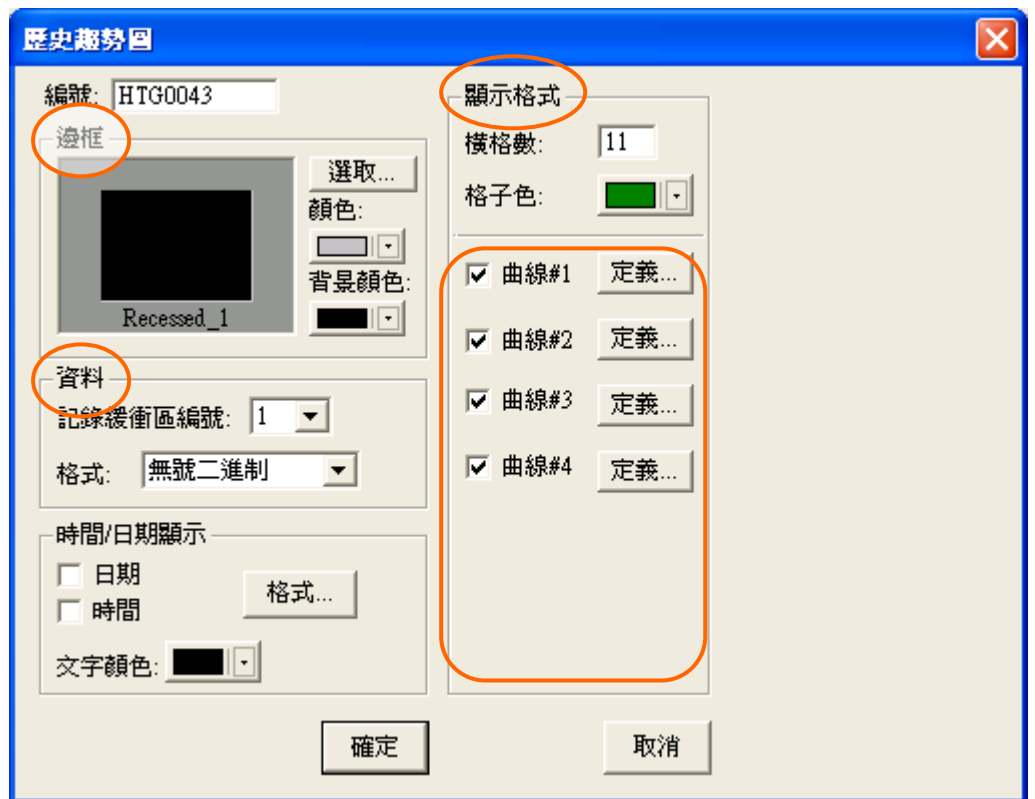 歷史趨勢圖
編號: HTG0043
邊框
選取...
顏色:
背景顏色:
Recessed_1
資料
記錄緩衝區編號: 1
格式: 無號二進制
時間/日期顯示
日期
時間
格式...
文字顏色:
顯示格式
橫格數: 11
格子色:
曲線#1 定義...
曲線#2 定義...
曲線#3 定義...
曲線#4 定義...
確定
取消